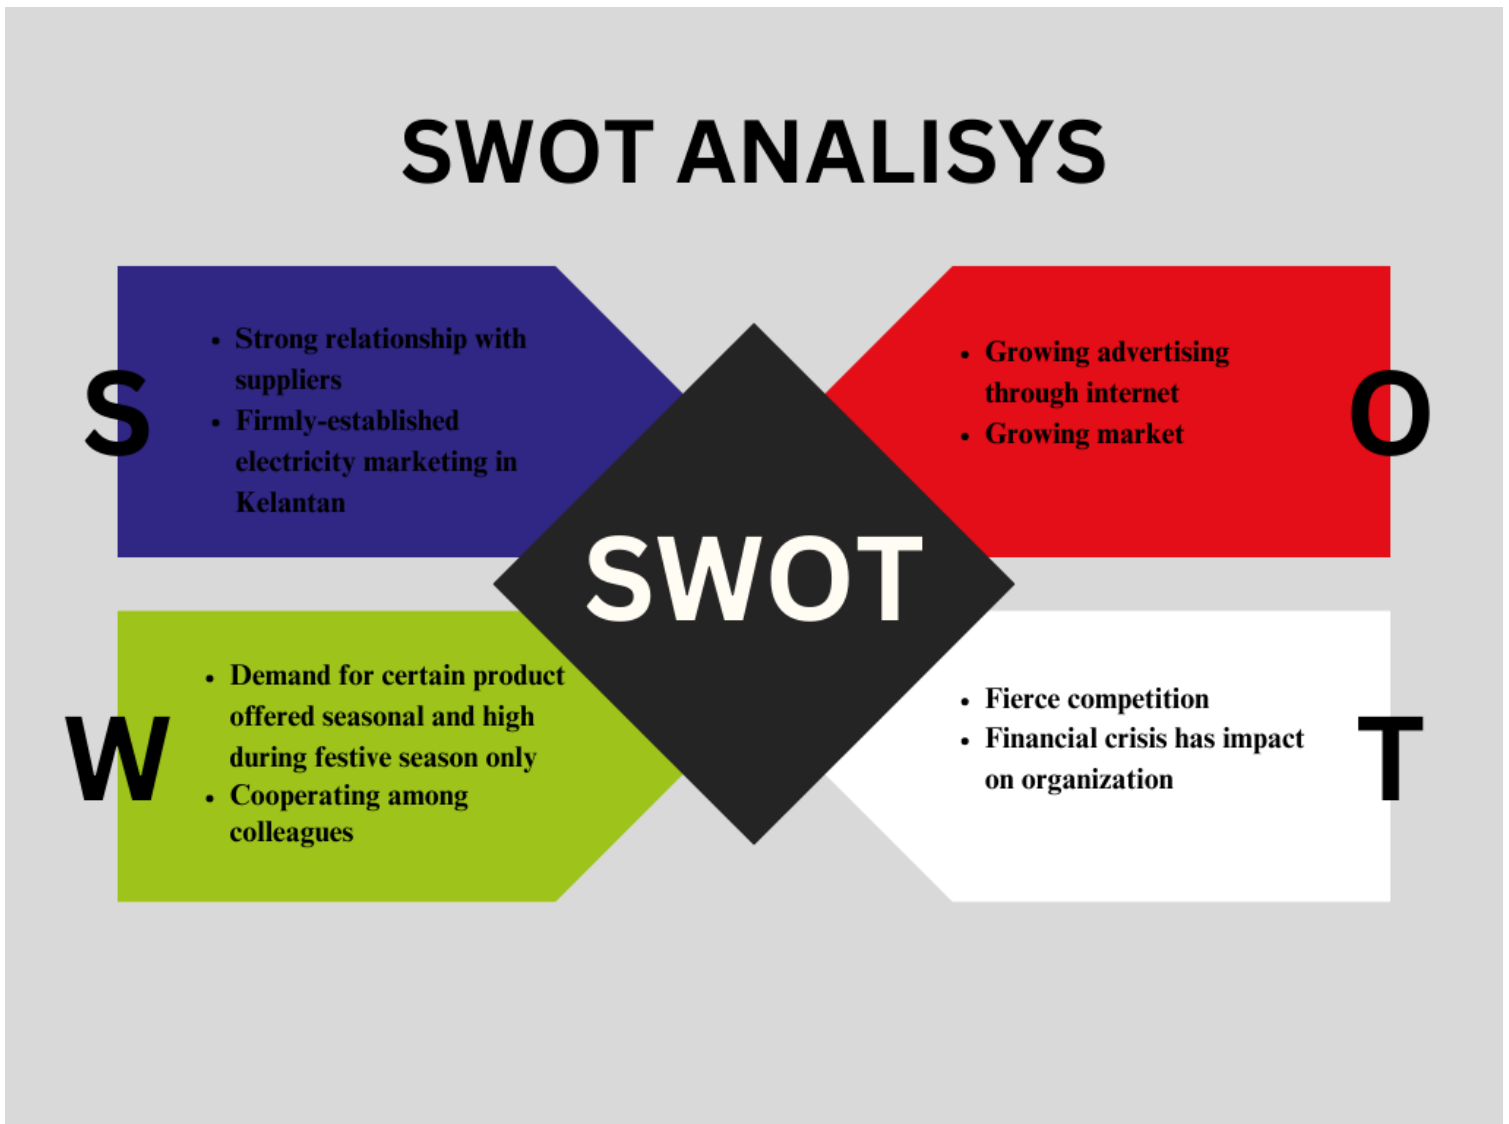 SWOT ANALISYS
S
• Strong relationship with
suppliers
• Firmly-established
electricity marketing in
Kelantan
O
• Growing advertising
through internet
• Growing market
SWOT
W
• Demand for certain product
offered seasonal and high
during festive season only
• Cooperating among
colleagues
T
• Fierce competition
• Financial crisis has impact
on organization